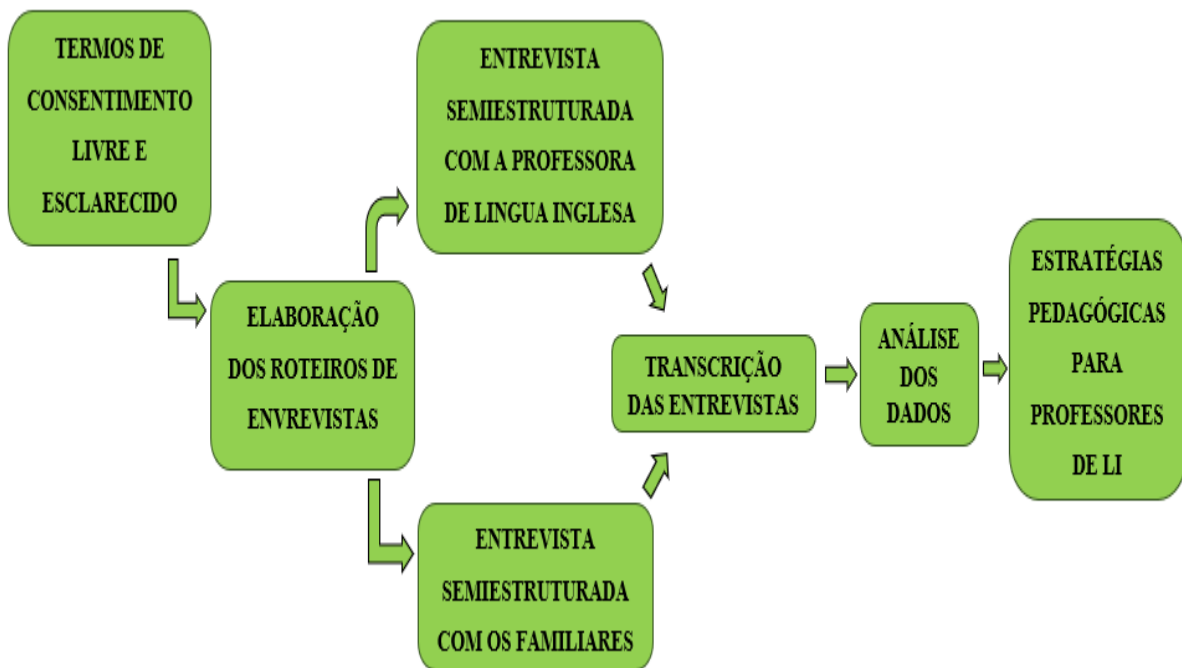 TERMOS DE
CONSENTIMENTO
LIVRE E
ESCLARECIDO
ELABORAÇÃO
DOS ROTEIROS DE
ENVREVISTAS
ENTREVISTA
SEMIESTRUTURADA
COM A PROFESSORA
DE LINGUA INGLESA
ENTREVISTA
SEMIESTRUTURADA
COM OS FAMILIARES
TRANSCRIÇÃO
DAS ENTREVISTAS
ANÁLISE
DOS
DADOS
ESTRATÉGIAS
PEDAGÓGICAS
PARA
PROFESSORES
DE LI